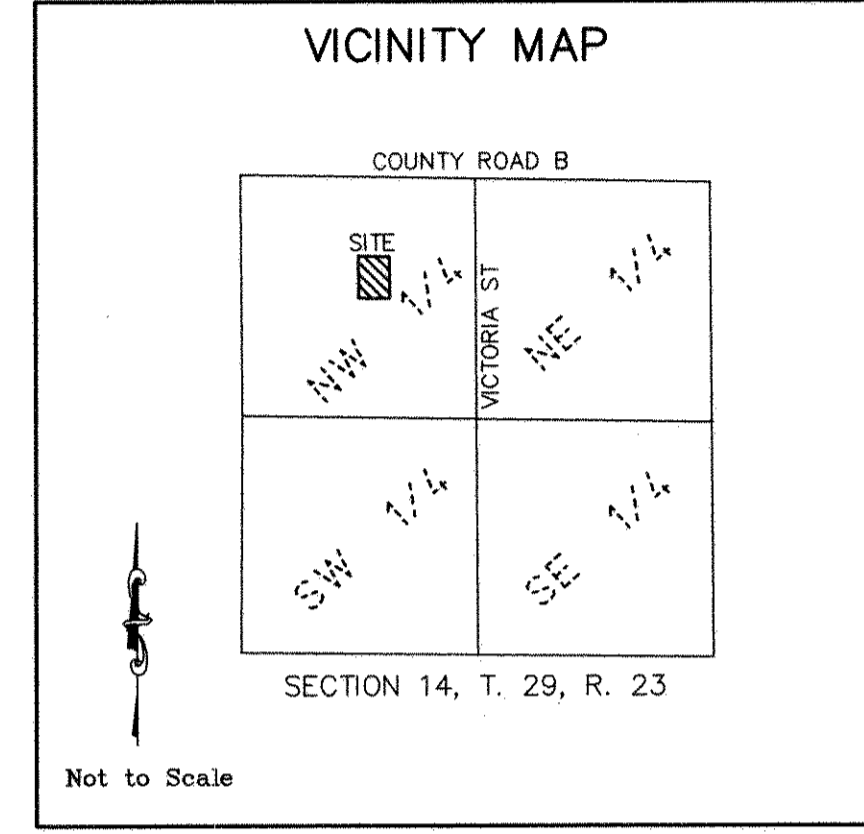 VICINITY MAP
COUNTY ROAD B
SITE
NW 1/4
VICTORIA ST
NE 1/4
SW 1/4
SE 1/4
SECTION 14, T. 29, R. 23
Not to Scale